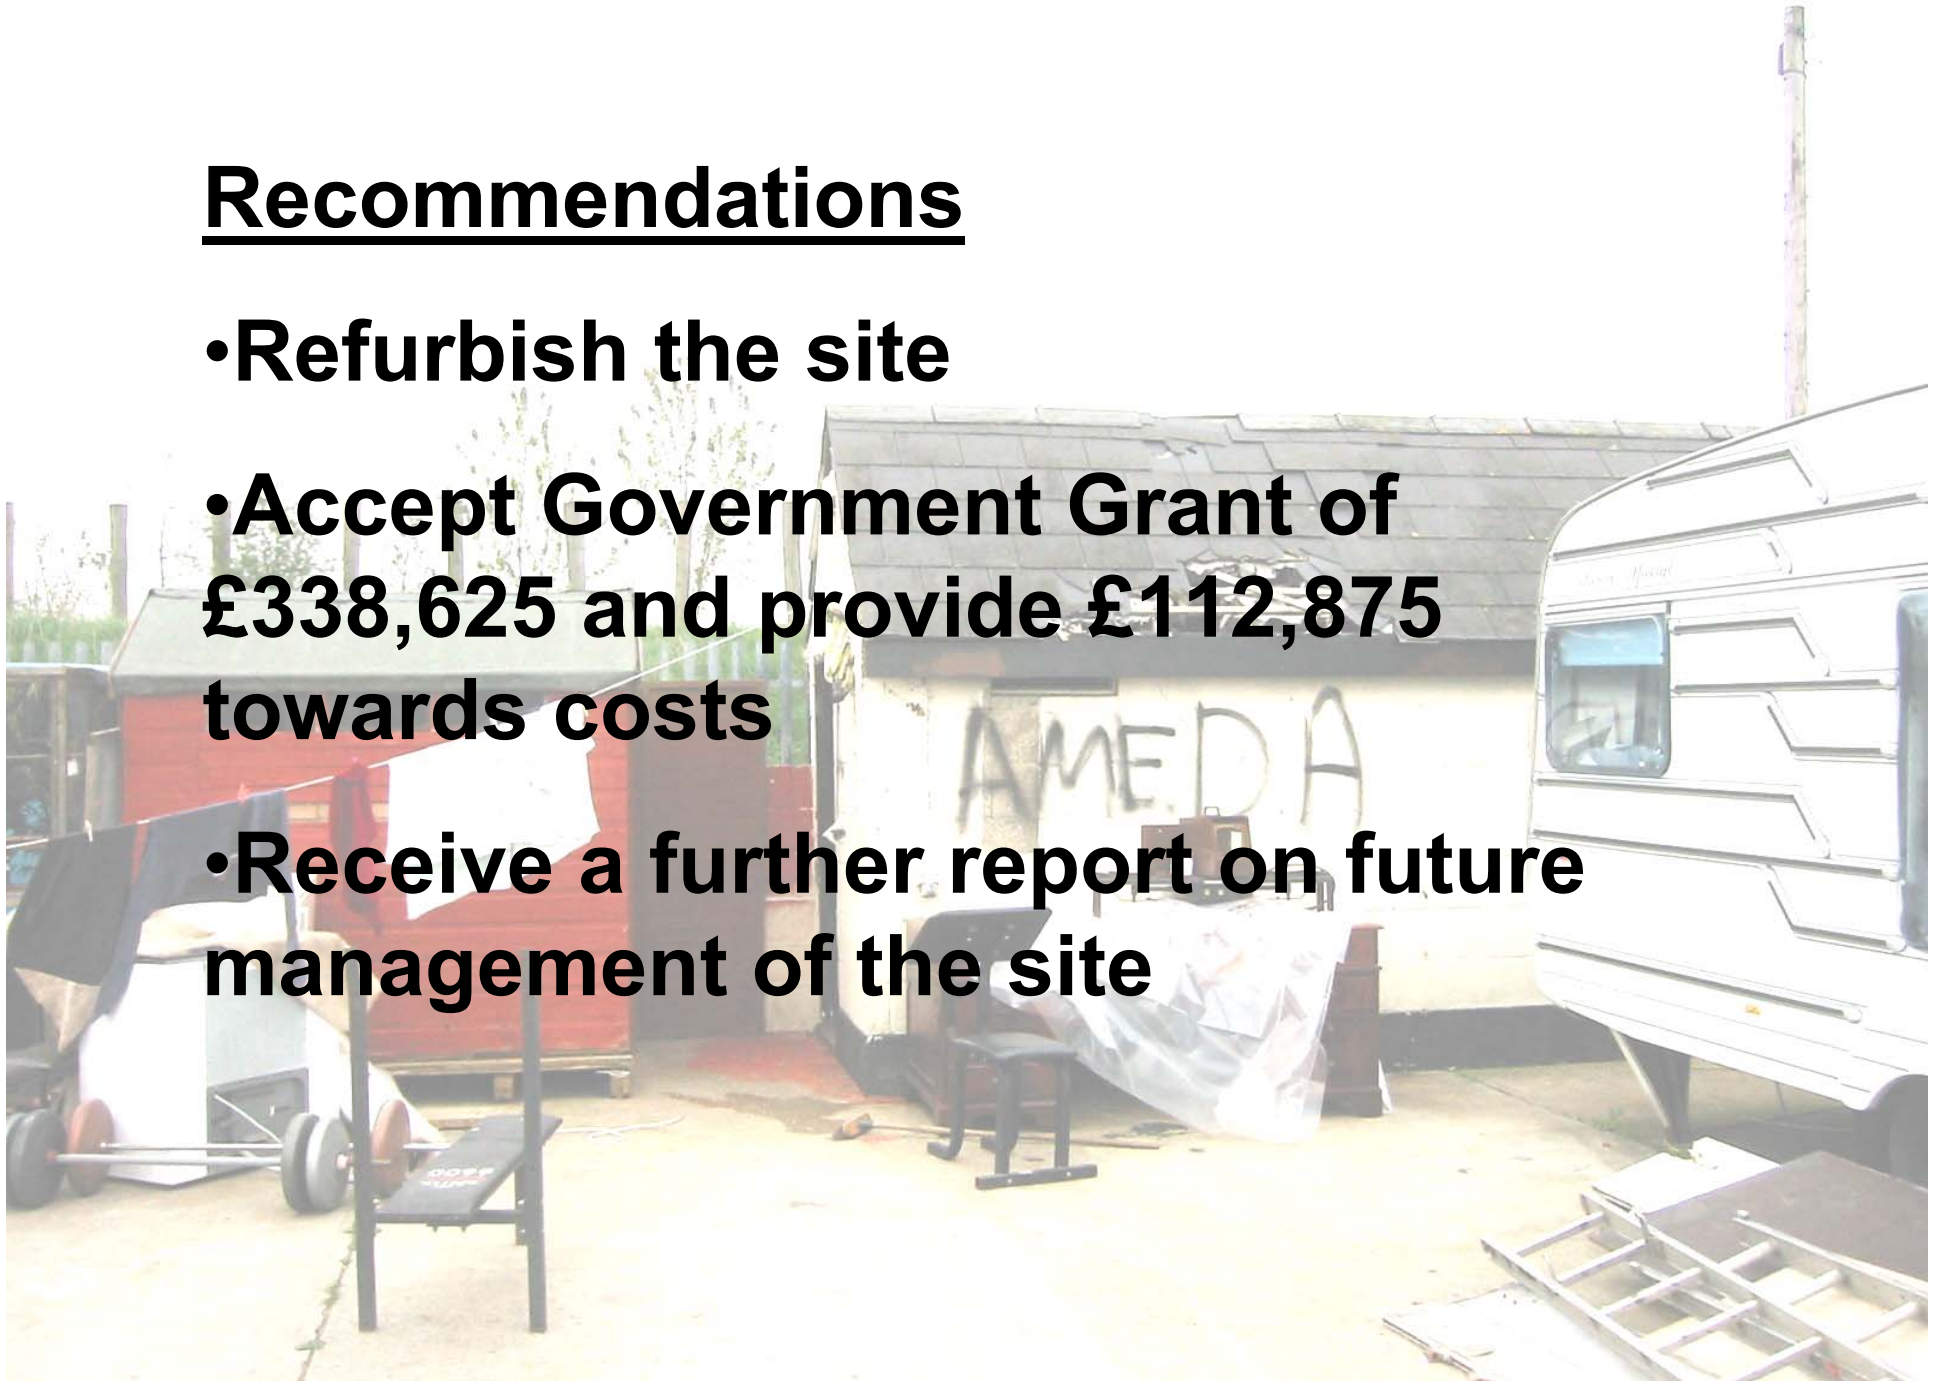 Recommendations
•Refurbish the site
•Accept Government Grant of
£338,625 and provide £112,875
towards costs
AMEDA
•Receive a further report on future
management of the site